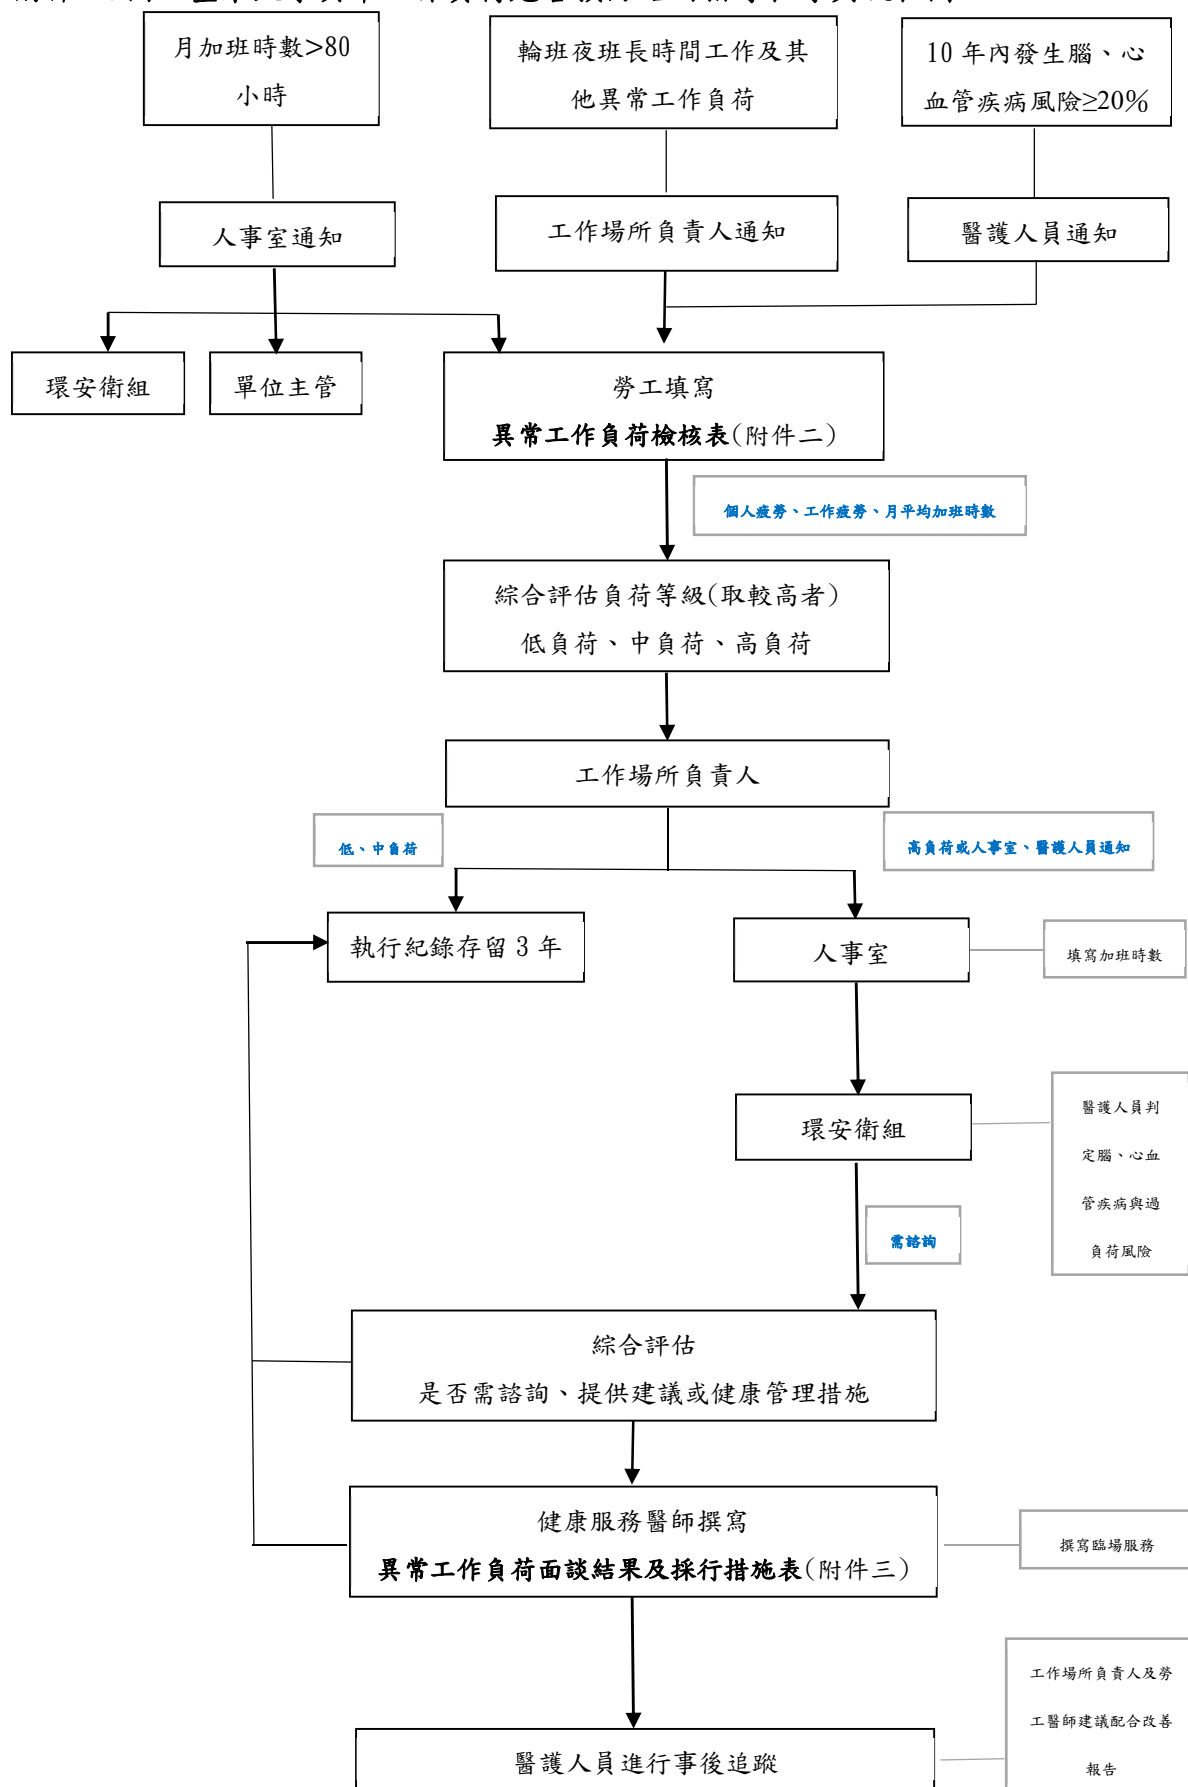 月加班時數>80
小時
輪班夜班長時間工作及其
他異常工作負荷
10 年內發生腦、心
血管疾病風險≥20%
人事室通知
工作場所負責人通知
醫護人員通知
環安衛組
單位主管
勞工填寫
異常工作負荷檢核表(附件二)
個人疲勞、工作疲勞、月平均加班時數
綜合評估負荷等級(取較高者)
低負荷、中負荷、高負荷
工作場所負責人
低、中負荷
高負荷或人事室、醫護人員通知
執行紀錄存留 3 年
人事室
填寫加班時數
環安衛組
醫護人員判
定腦、心血
管疾病與過
負荷風險
需諮詢
綜合評估
是否需諮詢、提供建議或健康管理措施
健康服務醫師撰寫
異常工作負荷面談結果及採行措施表(附件三)
撰寫臨場服務
醫護人員進行事後追蹤
工作場所負責人及勞
工醫師建議配合改善
報告